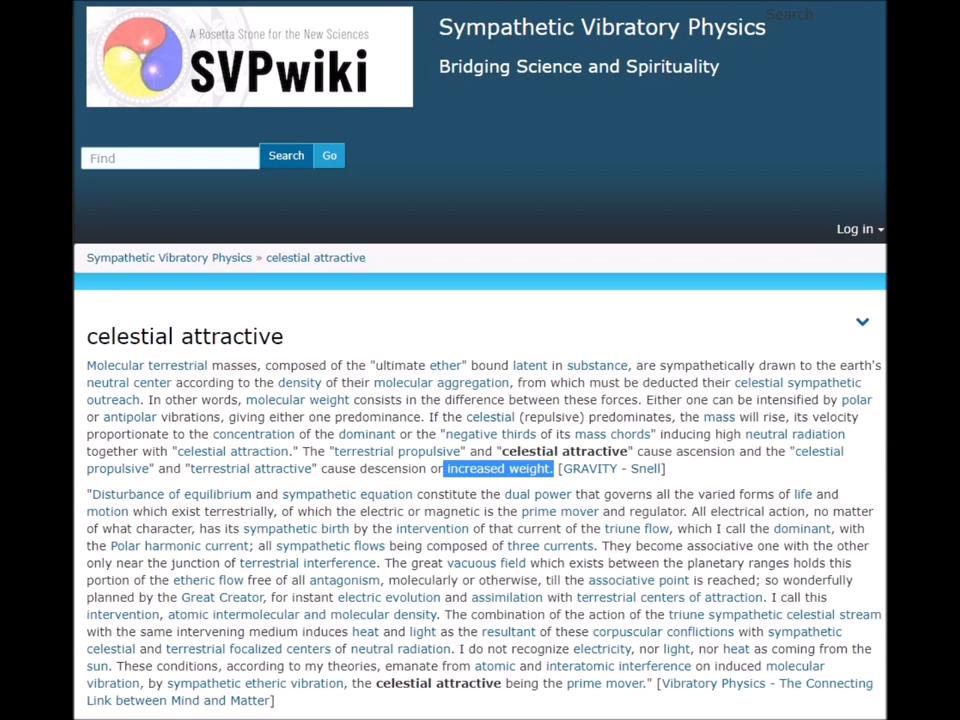 Search
A Rosetta Stone for the New Sciences
SVPwiki
Sympathetic Vibratory Physics
Bridging Science and Spirituality
Find
Search Go
Log in
Sympathetic Vibratory Physics » celestial attractive
celestial attractive
Molecular terrestrial masses, composed of the "ultimate ether" bound latent in substance, are sympathetically drawn to the earth's
neutral center according to the density of their molecular aggregation, from which must be deducted their celestial sympathetic
outreach. In other words, molecular weight consists in the difference between these forces. Either one can be intensified by polar
or antipolar vibrations, giving either one predominance. If the celestial (repulsive) predominates, the mass will rise, its velocity
proportionate to the concentration of the dominant or the "negative thirds of its mass chords" inducing high neutral radiation
together with "celestial attraction." The "terrestrial propulsive" and "celestial attractive" cause ascension and the "celestial
propulsive" and "terrestrial attractive" cause descension or increased weight. [GRAVITY - Snell]
"Disturbance of equilibrium and sympathetic equation constitute the dual power that governs all the varied forms of life and
motion which exist terrestrially, of which the electric or magnetic is the prime mover and regulator. All electrical action, no matter
of what character, has its sympathetic birth by the intervention of that current of the triune flow, which I call the dominant, with
the Polar harmonic current; all sympathetic flows being composed of three currents. They become associative one with the other
only near the junction of terrestrial interference. The great vacuous field which exists between the planetary ranges holds this
portion of the etheric flow free of all antagonism, molecularly or otherwise, till the associative point is reached; so wonderfully
planned by the Great Creator, for instant electric evolution and assimilation with terrestrial centers of attraction. I call this
intervention, atomic intermolecular and molecular density. The combination of the action of the triune sympathetic celestial stream
with the same intervening medium induces heat and light as the resultant of these corpuscular conflictions with sympathetic
celestial and terrestrial focalized centers of neutral radiation. I do not recognize electricity, nor light, nor heat as coming from the
sun. These conditions, according to my theories, emanate from atomic and interatomic interference on induced molecular
vibration, by sympathetic etheric vibration, the celestial attractive being the prime mover." [Vibratory Physics - The Connecting
Link between Mind and Matter]